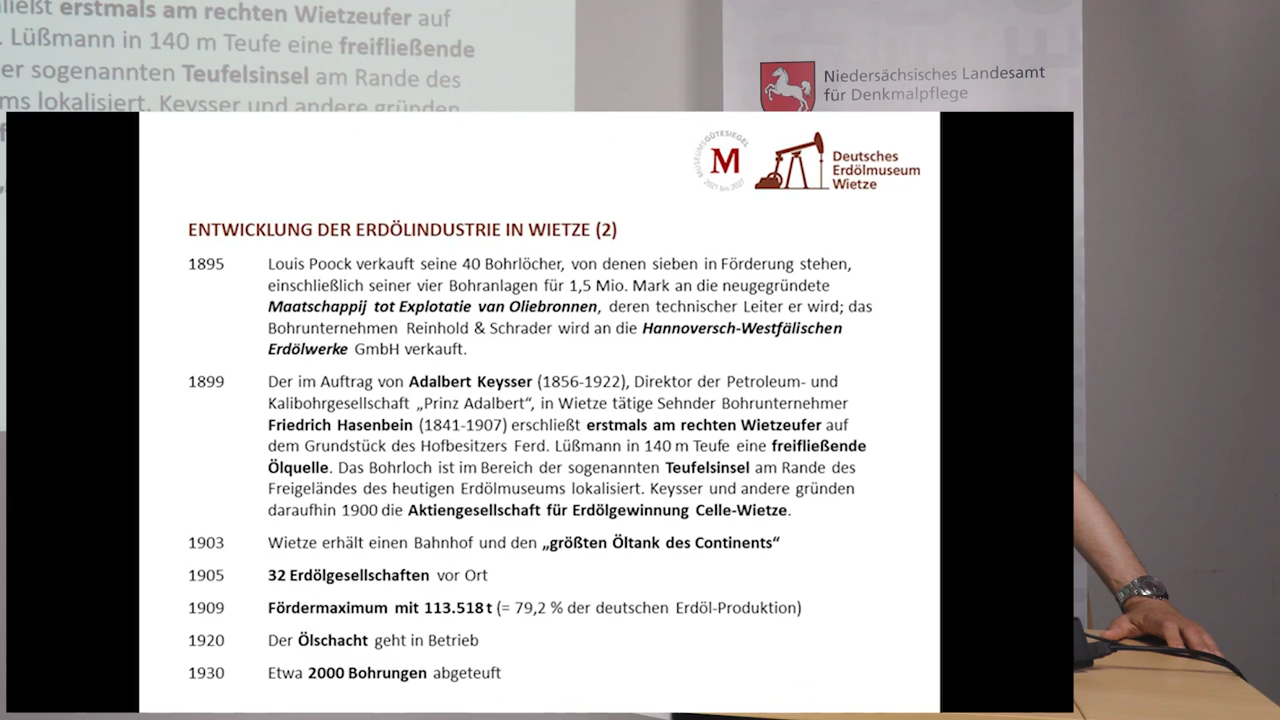 ließt erstmals am rechten Wietzeufer auf
. Lüßmann in 140 m Teufe eine freifließende
er sogenannten Teufelsinsel am Rande des
ms lokalisiert. Keysser und andere gründen
Niedersächsisches Landesamt
für Denkmalpflege
MUSEUMSGÜTESIEGEL
M
2021 bis 2027
Deutsches
Erdölmuseum
Wietze
ENTWICKLUNG DER ERDÖLINDUSTRIE IN WIETZE (2)
1895 Louis Poock verkauft seine 40 Bohrlöcher, von denen sieben in Förderung stehen,
einschließlich seiner vier Bohranlagen für 1,5 Mio. Mark an die neugegründete
Maatschappij tot Explotatie van Oliebronnen, deren technischer Leiter er wird; das
Bohrunternehmen Reinhold & Schrader wird an die Hannoversch-Westfälischen
Erdölwerke GmbH verkauft.
1899 Der im Auftrag von Adalbert Keysser (1856-1922), Direktor der Petroleum- und
Kalibohrgesellschaft „Prinz Adalbert“, in Wietze tätige Sehnder Bohrunternehmer
Friedrich Hasenbein (1841-1907) erschließt erstmals am rechten Wietzeufer auf
dem Grundstück des Hofbesitzers Ferd. Lüßmann in 140 m Teufe eine freifließende
Ölquelle. Das Bohrloch ist im Bereich der sogenannten Teufelsinsel am Rande des
Freigeländes des heutigen Erdölmuseums lokalisiert. Keysser und andere gründen
daraufhin 1900 die Aktiengesellschaft für Erdölgewinnung Celle-Wietze.
1903 Wietze erhält einen Bahnhof und den „größten Öltank des Continents“
1905 32 Erdölgesellschaften vor Ort
1909 Fördermaximum mit 113.518 t (= 79,2 % der deutschen Erdöl-Produktion)
1920 Der Ölschacht geht in Betrieb
1930 Etwa 2000 Bohrungen abgeteuft